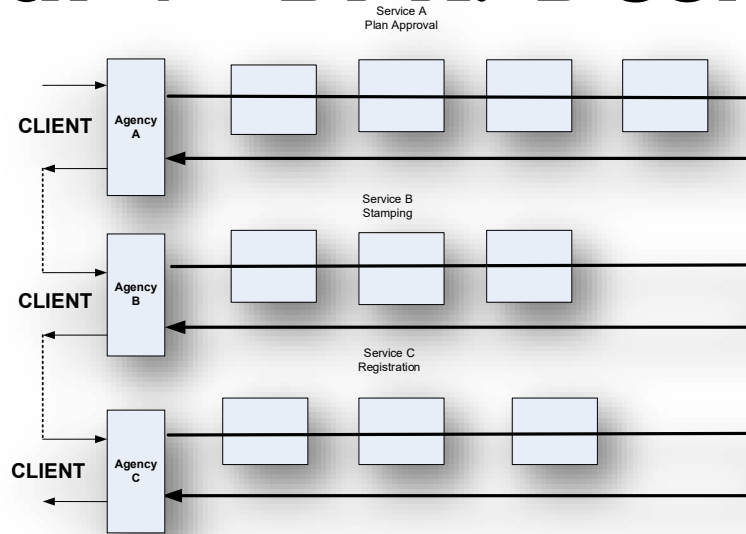 Service A
Plan Approval
CLIENT
Agency
A
Service B
Stamping
CLIENT
Agency
B
Service C
Registration
CLIENT
Agency
C